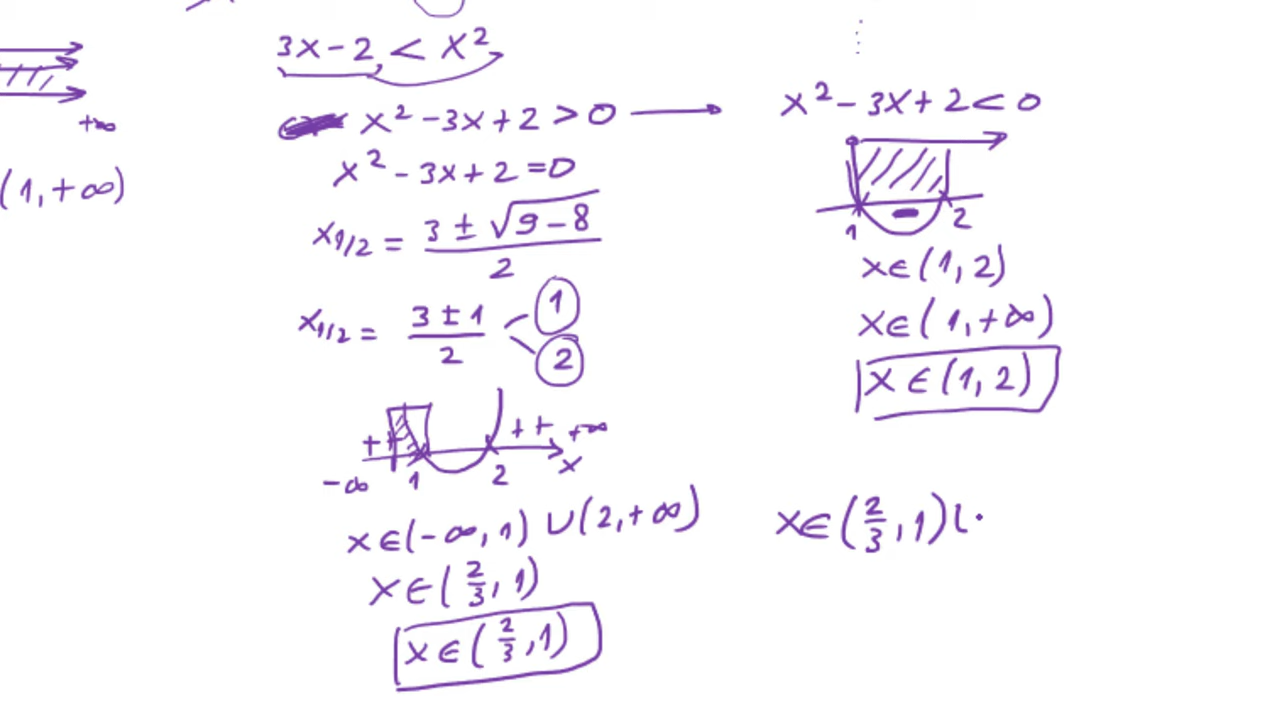 +∞
(1,+∞)
3x-2 < x²
x²-3x+2>0
x²-3x+2=0
x1/2 = 3±√9-8 / 2
x1/2 = 3±1 / 2
1
2
++ ++ +∞
-∞ 1 2 x
x∈(-∞,1)∪(2,+∞)
x∈(2/3,1)
x∈(2/3,1)
x²-3x+2<0
-
1 2
x∈(1,2)
x∈(1,+∞)
x∈(1,2)
x∈(2/3,1)